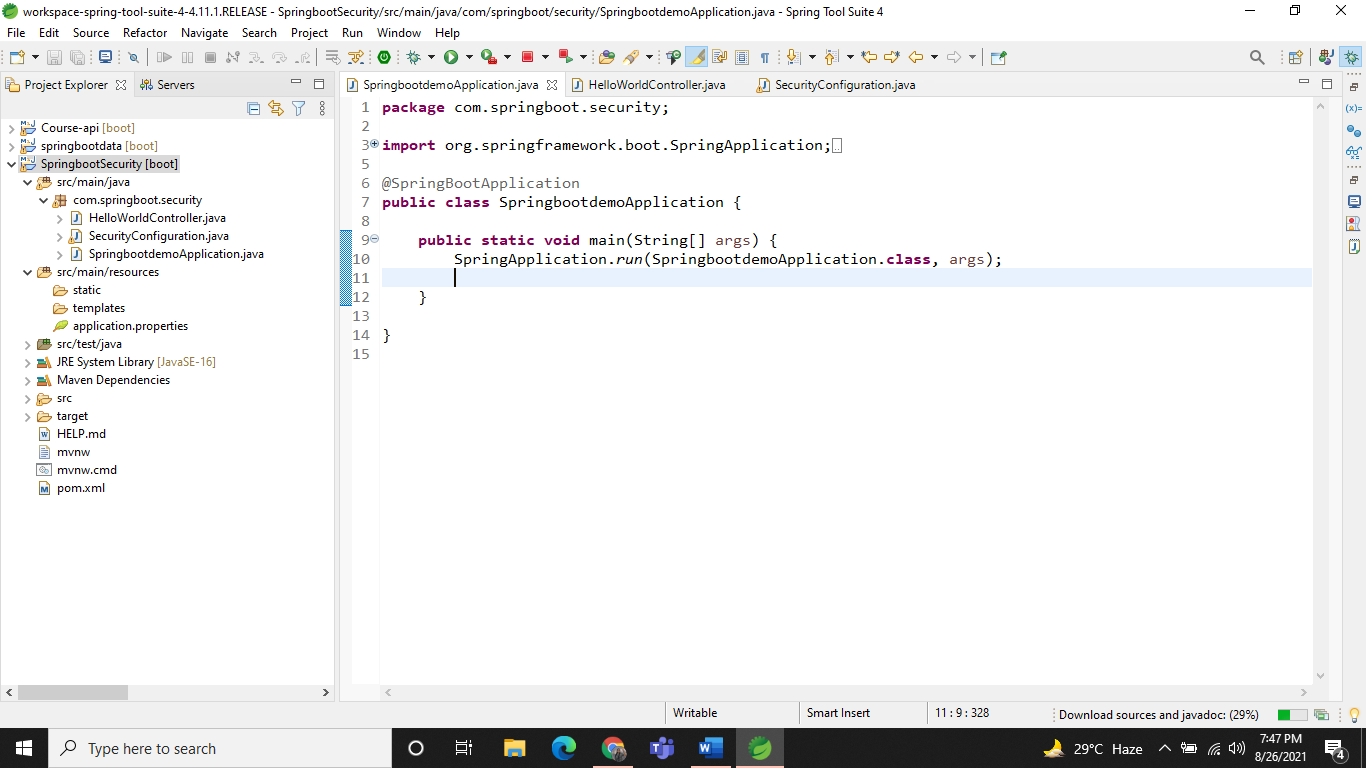 workspace-spring-tool-suite-4-4.11.1.RELEASE - SpringbootSecurity/src/main/java/com/springboot/security/SpringbootdemoApplication.java - Spring Tool Suite 4
File Edit Source Refactor Navigate Search Project Run Window Help
Project Explorer Servers
SpringbootdemoApplication.java HelloWorldController.java SecurityConfiguration.java
Course-api [boot]
springbootdata [boot]
SpringbootSecurity [boot]
src/main/java
com.springboot.security
HelloWorldController.java
SecurityConfiguration.java
SpringbootdemoApplication.java
src/main/resources
static
templates
application.properties
src/test/java
JRE System Library [JavaSE-16]
Maven Dependencies
src
target
HELP.md
mvnw
mvnw.cmd
pom.xml
1 package com.springboot.security;
2
3 import org.springframework.boot.SpringApplication;
5
6 @SpringBootApplication
7 public class SpringbootdemoApplication {
8
9 public static void main(String[] args) {
10 SpringApplication.run(SpringbootdemoApplication.class, args);
11
12 }
13
14 }
15
Writable Smart Insert 11 : 9 : 328 Download sources and javadoc: (29%)
Type here to search
29°C Haze
7:47 PM
8/26/2021
4